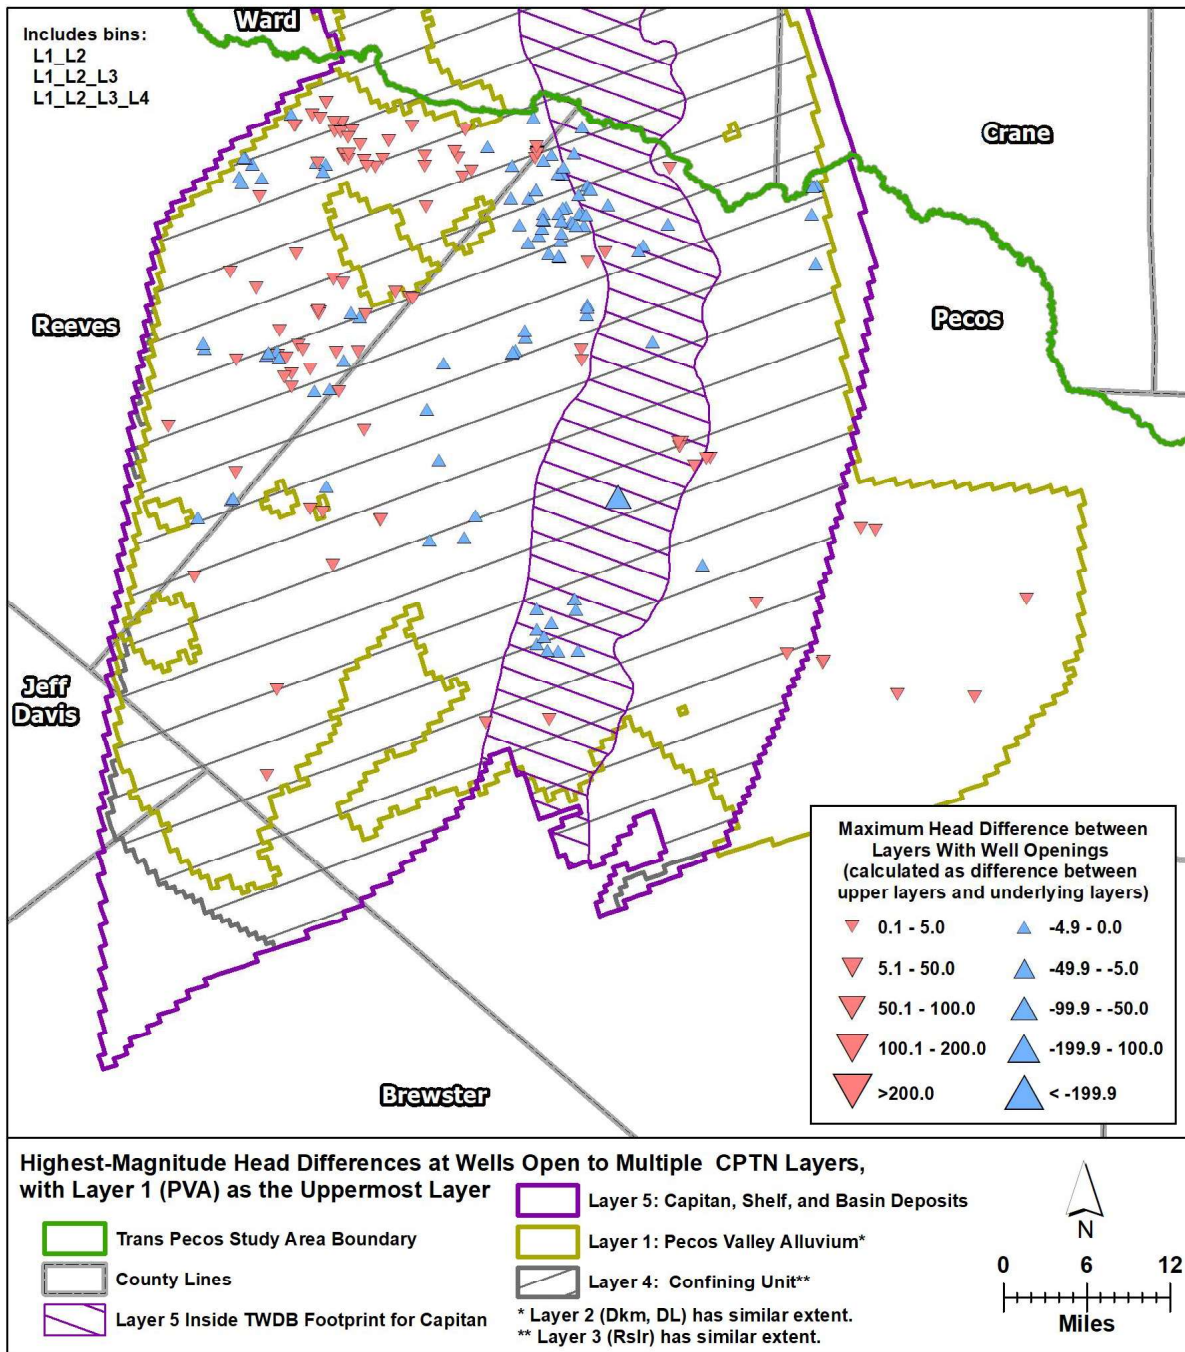 Ward
Includes bins:
L1_L2
L1_L2_L3
L1_L2_L3_L4
Crane
Reeves
Pecos
Jeff
Davis
Brewster
Maximum Head Difference between
Layers With Well Openings
(calculated as difference between
upper layers and underlying layers)
0.1 - 5.0
-4.9 - 0.0
5.1 - 50.0
-49.9 - -5.0
50.1 - 100.0
-99.9 - -50.0
100.1 - 200.0
-199.9 - 100.0
>200.0
< -199.9
Highest-Magnitude Head Differences at Wells Open to Multiple CPTN Layers,
with Layer 1 (PVA) as the Uppermost Layer
Trans Pecos Study Area Boundary
County Lines
Layer 5 Inside TWDB Footprint for Capitan
Layer 5: Capitan, Shelf, and Basin Deposits
Layer 1: Pecos Valley Alluvium*
Layer 4: Confining Unit**
* Layer 2 (Dkm, DL) has similar extent.
** Layer 3 (Rslr) has similar extent.
N
0 6 12
Miles